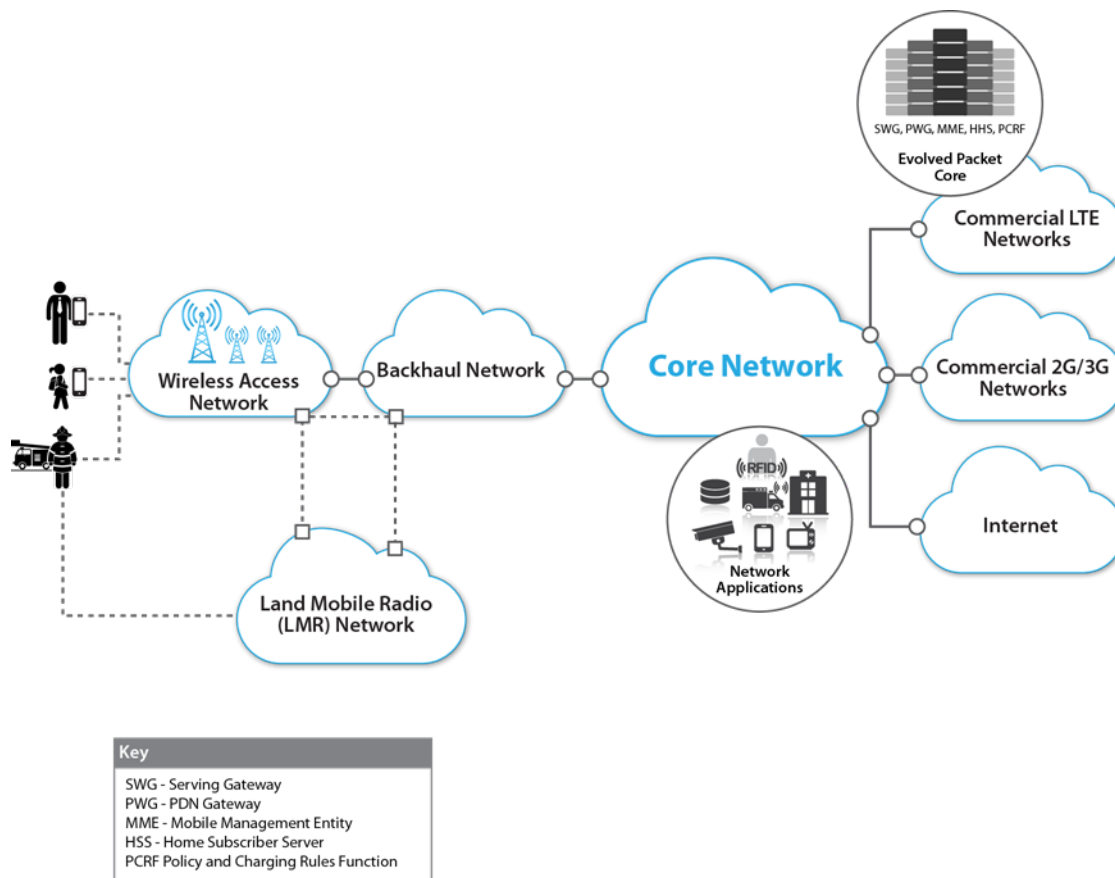 SWG, PWG, MME, HHS, PCRF
Evolved Packet
Core
Commercial LTE
Networks
Wireless Access
Network
Backhaul Network
Core Network
Commercial 2G/3G
Networks
RFID
Network
Applications
Internet
Land Mobile Radio
(LMR) Network
Key
SWG - Serving Gateway
PWG - PDN Gateway
MME - Mobile Management Entity
HSS - Home Subscriber Server
PCRF Policy and Charging Rules Function